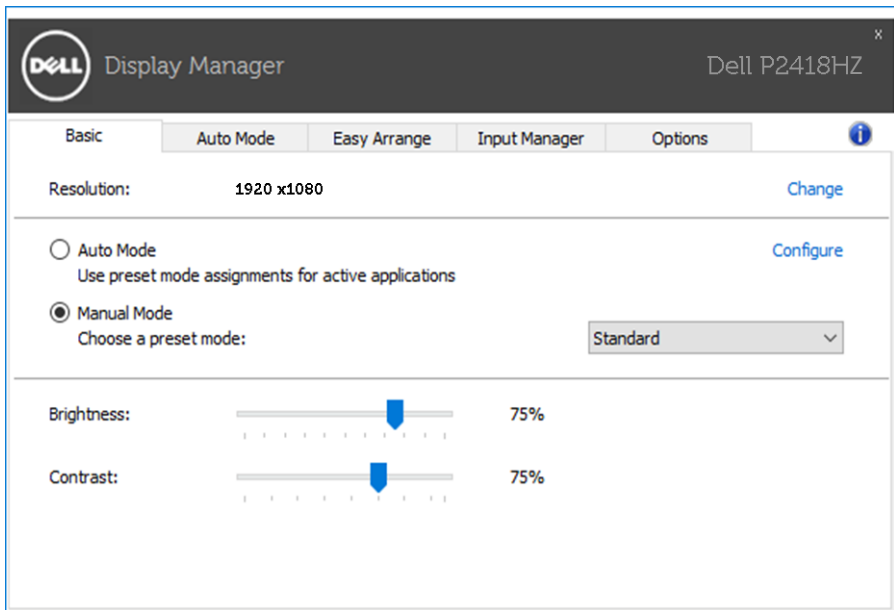 DELL Display Manager
x
Dell P2418HZ
Basic Auto Mode Easy Arrange Input Manager Options i
Resolution: 1920 x1080 Change
Auto Mode Configure
Use preset mode assignments for active applications
Manual Mode
Choose a preset mode: Standard
Brightness: 75%
Contrast: 75%